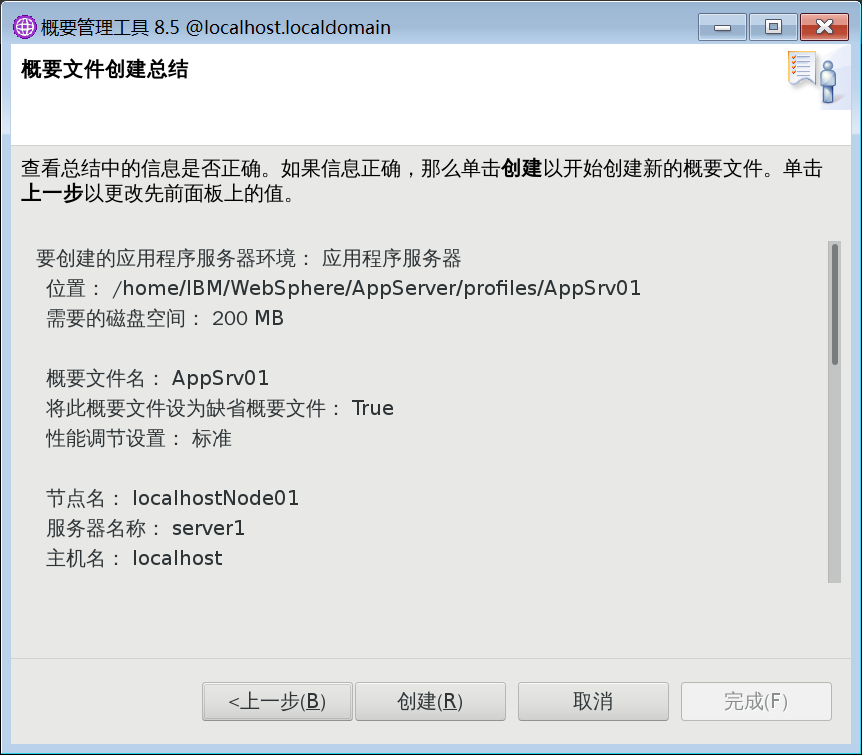 概要管理工具 8.5 @localhost.localdomain
概要文件创建总结
查看总结中的信息是否正确。如果信息正确，那么单击创建以开始创建新的概要文件。单击
上一步以更改先前面板上的值。
要创建的应用程序服务器环境： 应用程序服务器
位置： /home/IBM/WebSphere/AppServer/profiles/AppSrv01
需要的磁盘空间： 200 MB
概要文件名： AppSrv01
将此概要文件设为缺省概要文件： True
性能调节设置： 标准
节点名： localhostNode01
服务器名称： server1
主机名： localhost
<上一步(B) 创建(R) 取消 完成(F)